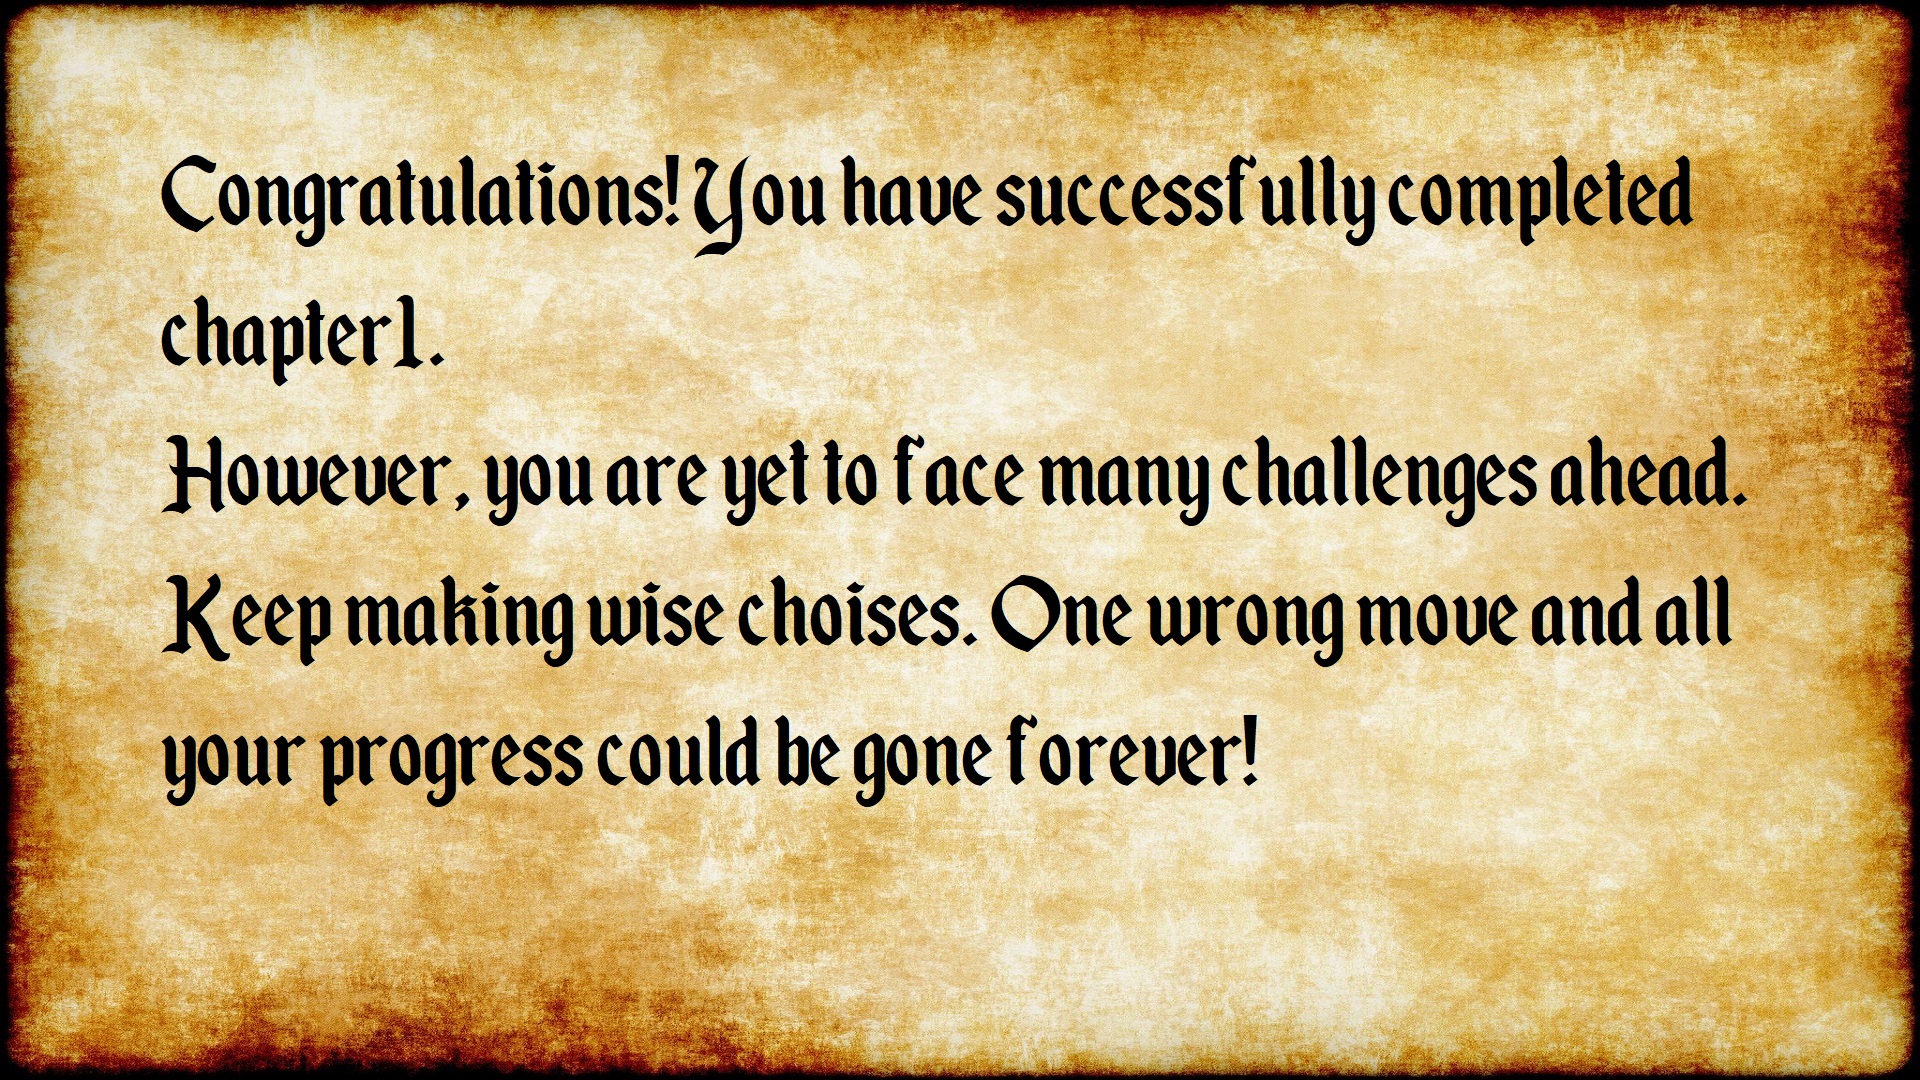 Congratulations! You have successfully completed
chapter1.
However, you are yet to face many challenges ahead.
Keep making wise choises. One wrong move and all
your progress could be gone forever!